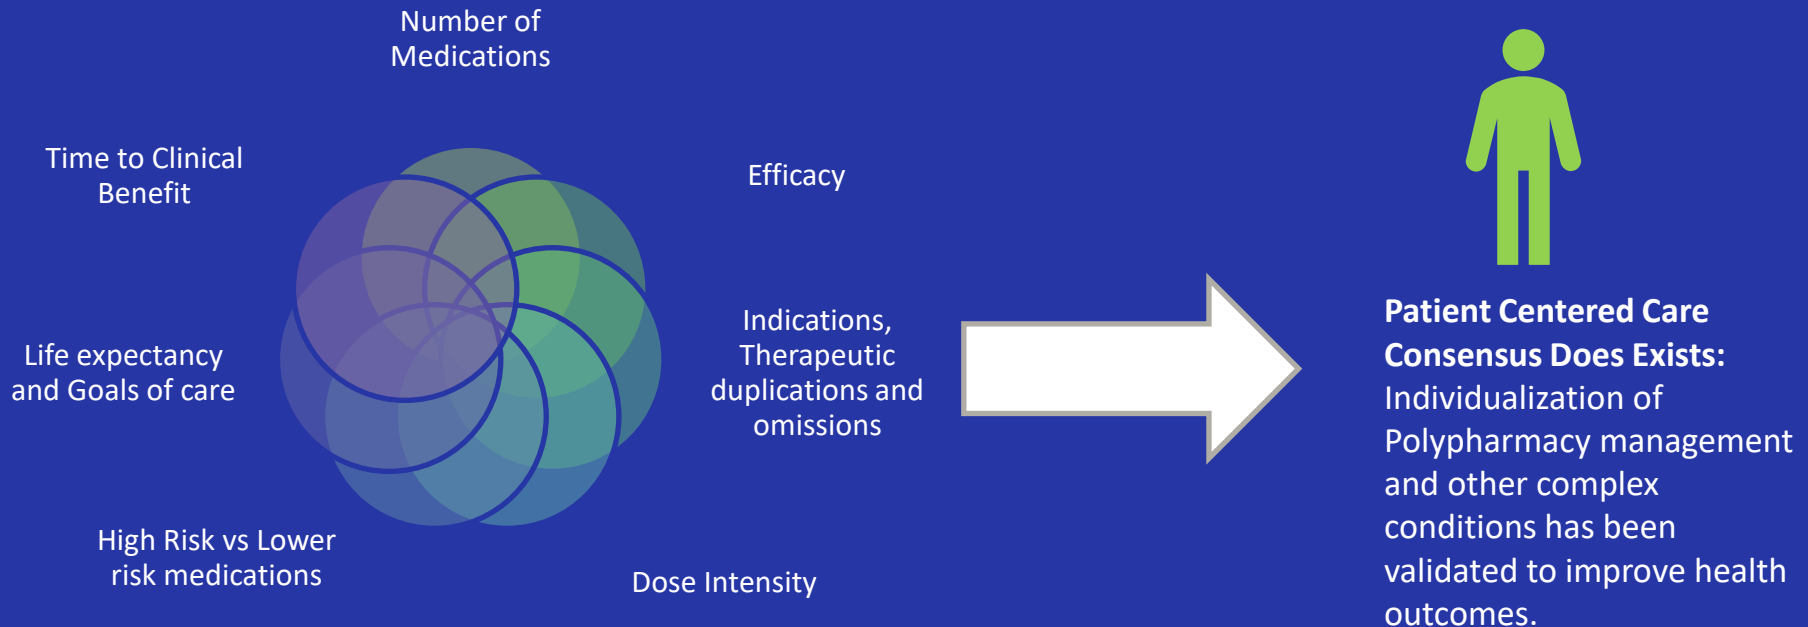 Number of
Medications
Time to Clinical
Benefit
Efficacy
Life expectancy
and Goals of care
Indications,
Therapeutic
duplications and
omissions
High Risk vs Lower
risk medications
Dose Intensity
Patient Centered Care
Consensus Does Exists:
Individualization of
Polypharmacy management
and other complex
conditions has been
validated to improve health
outcomes.